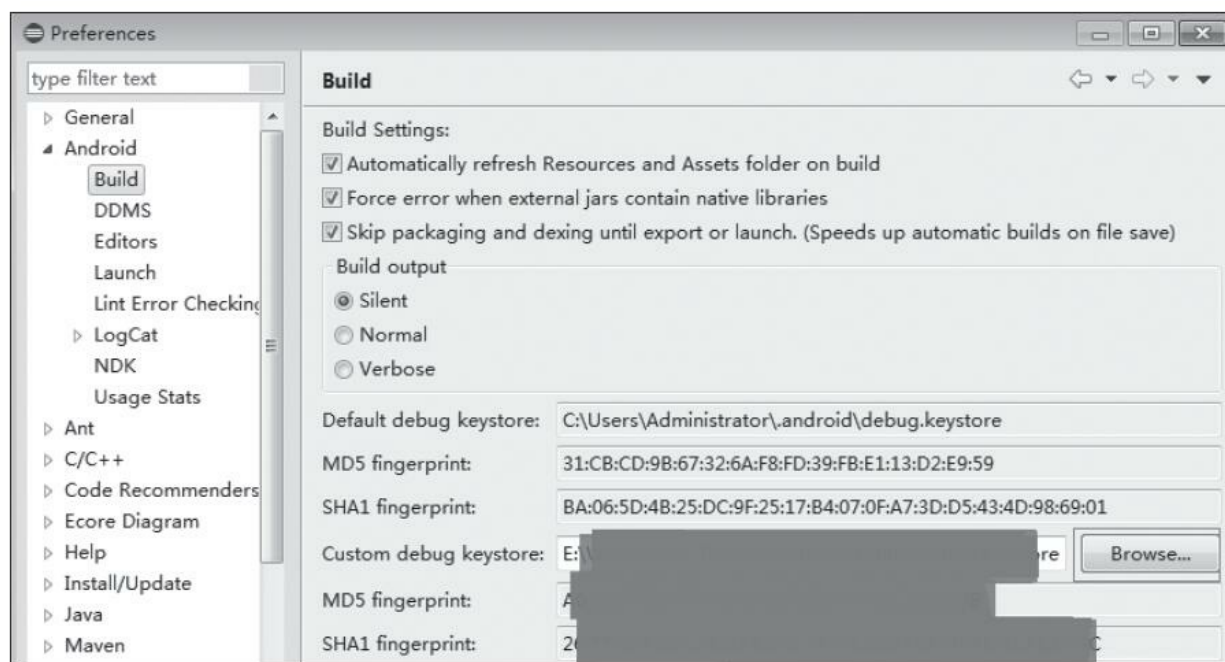 Preferences
type filter text
General
Android
Build
DDMS
Editors
Launch
Lint Error Checking
LogCat
NDK
Usage Stats
Ant
C/C++
Code Recommenders
Ecore Diagram
Help
Install/Update
Java
Maven
Build
Build Settings:
Automatically refresh Resources and Assets folder on build
Force error when external jars contain native libraries
Skip packaging and dexing until export or launch. (Speeds up automatic builds on file save)
Build output
Silent
Normal
Verbose
Default debug keystore: C:\Users\Administrator\.android\debug.keystore
MD5 fingerprint: 31:CB:CD:9B:67:32:6A:F8:FD:39:FB:E1:13:D2:E9:59
SHA1 fingerprint: BA:06:5D:4B:25:DC:9F:25:17:B4:07:0F:A7:3D:D5:43:4D:98:69:01
Custom debug keystore: E:\ re Browse...
MD5 fingerprint: A
SHA1 fingerprint: 20 C